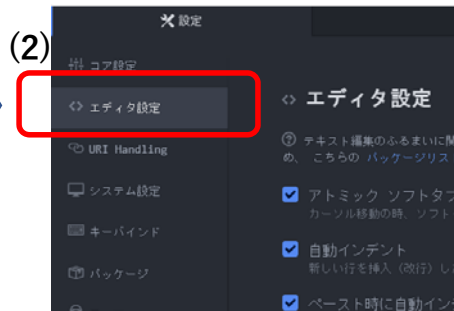 設定
(2)
コア設定
エディタ設定
エディタ設定
テキスト編集のふるまいに関
め、 こちらの パッケージリス
URI Handling
アトミック ソフトタブ
カーソル移動の時、ソフト
システム設定
キーバインド
自動インデント
新しい行を挿入（改行）し
パッケージ
ペースト時に自動イン